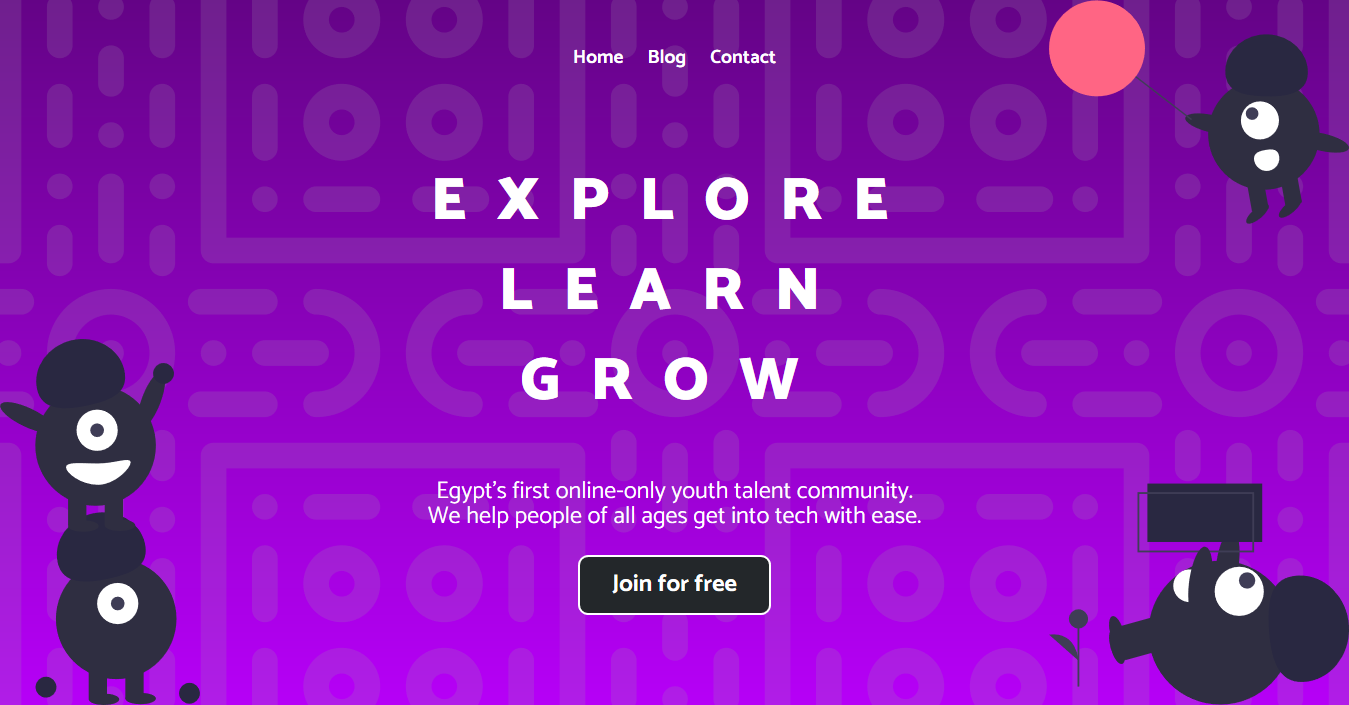 Home Blog Contact
EXPLORE
LEARN
GROW
Egypt's first online-only youth talent community.
We help people of all ages get into tech with ease.
Join for free